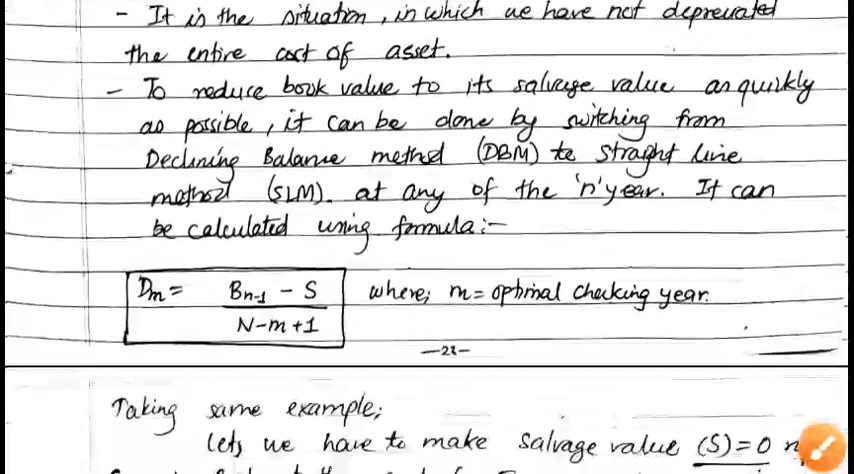 - It is the situation, in which we have not depreciated
the entire cost of asset.
- To reduce book value to its salvage value as quickly
as possible, it can be done by switching from
Declining Balance method (DBM) to straight line
method (SLM). at any of the 'n' year. It can
be calculated using formula:-
Dm = Bn-1 - S where; m = optimal checking year.
N-m+1
-28-
Taking same example;
lets we have to make salvage value (S) = 0